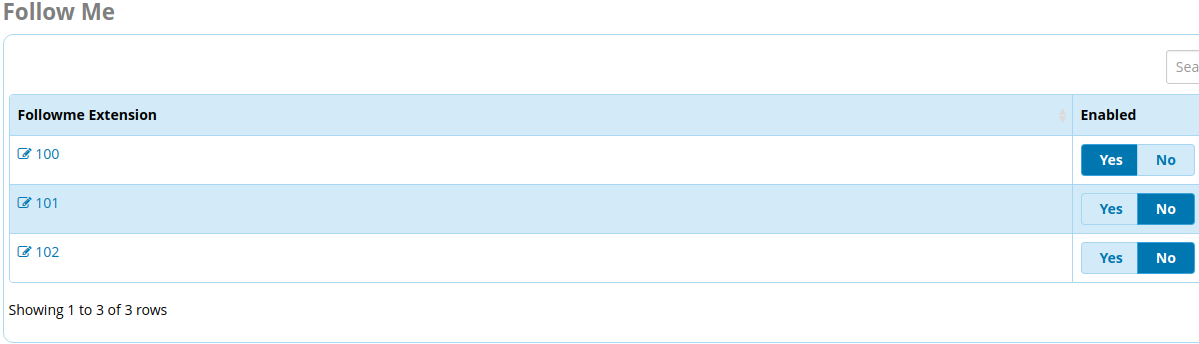 Follow Me
Sea
Followme Extension Enabled
100 Yes No
101 Yes No
102 Yes No
Showing 1 to 3 of 3 rows